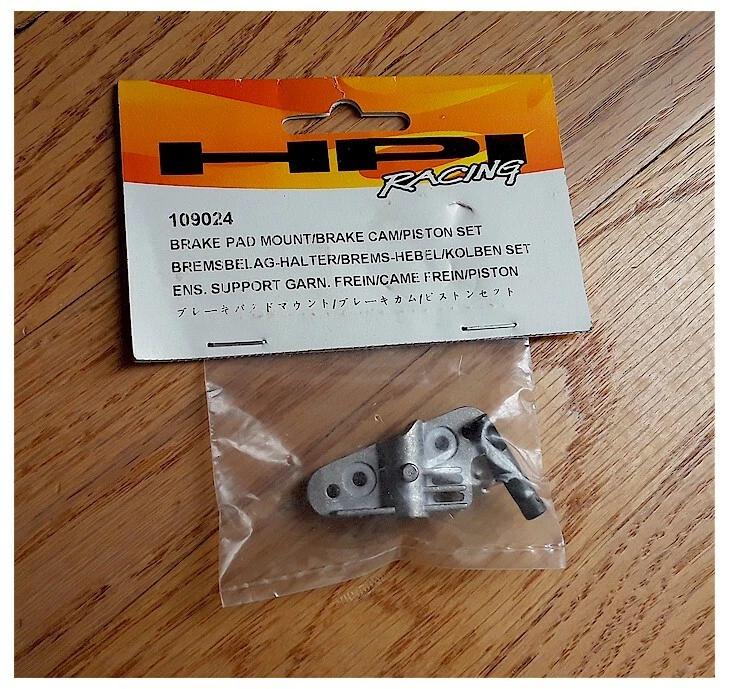 HPI
RACING
109024
BRAKE PAD MOUNT/BRAKE CAM/PISTON SET
BREMSBELAG-HALTER/BREMS-HEBEL/KOLBEN SET
ENS. SUPPORT GARN. FREIN/CAME FREIN/PISTON
ブレーキパッドマウント/ブレーキカム/ピストンセット